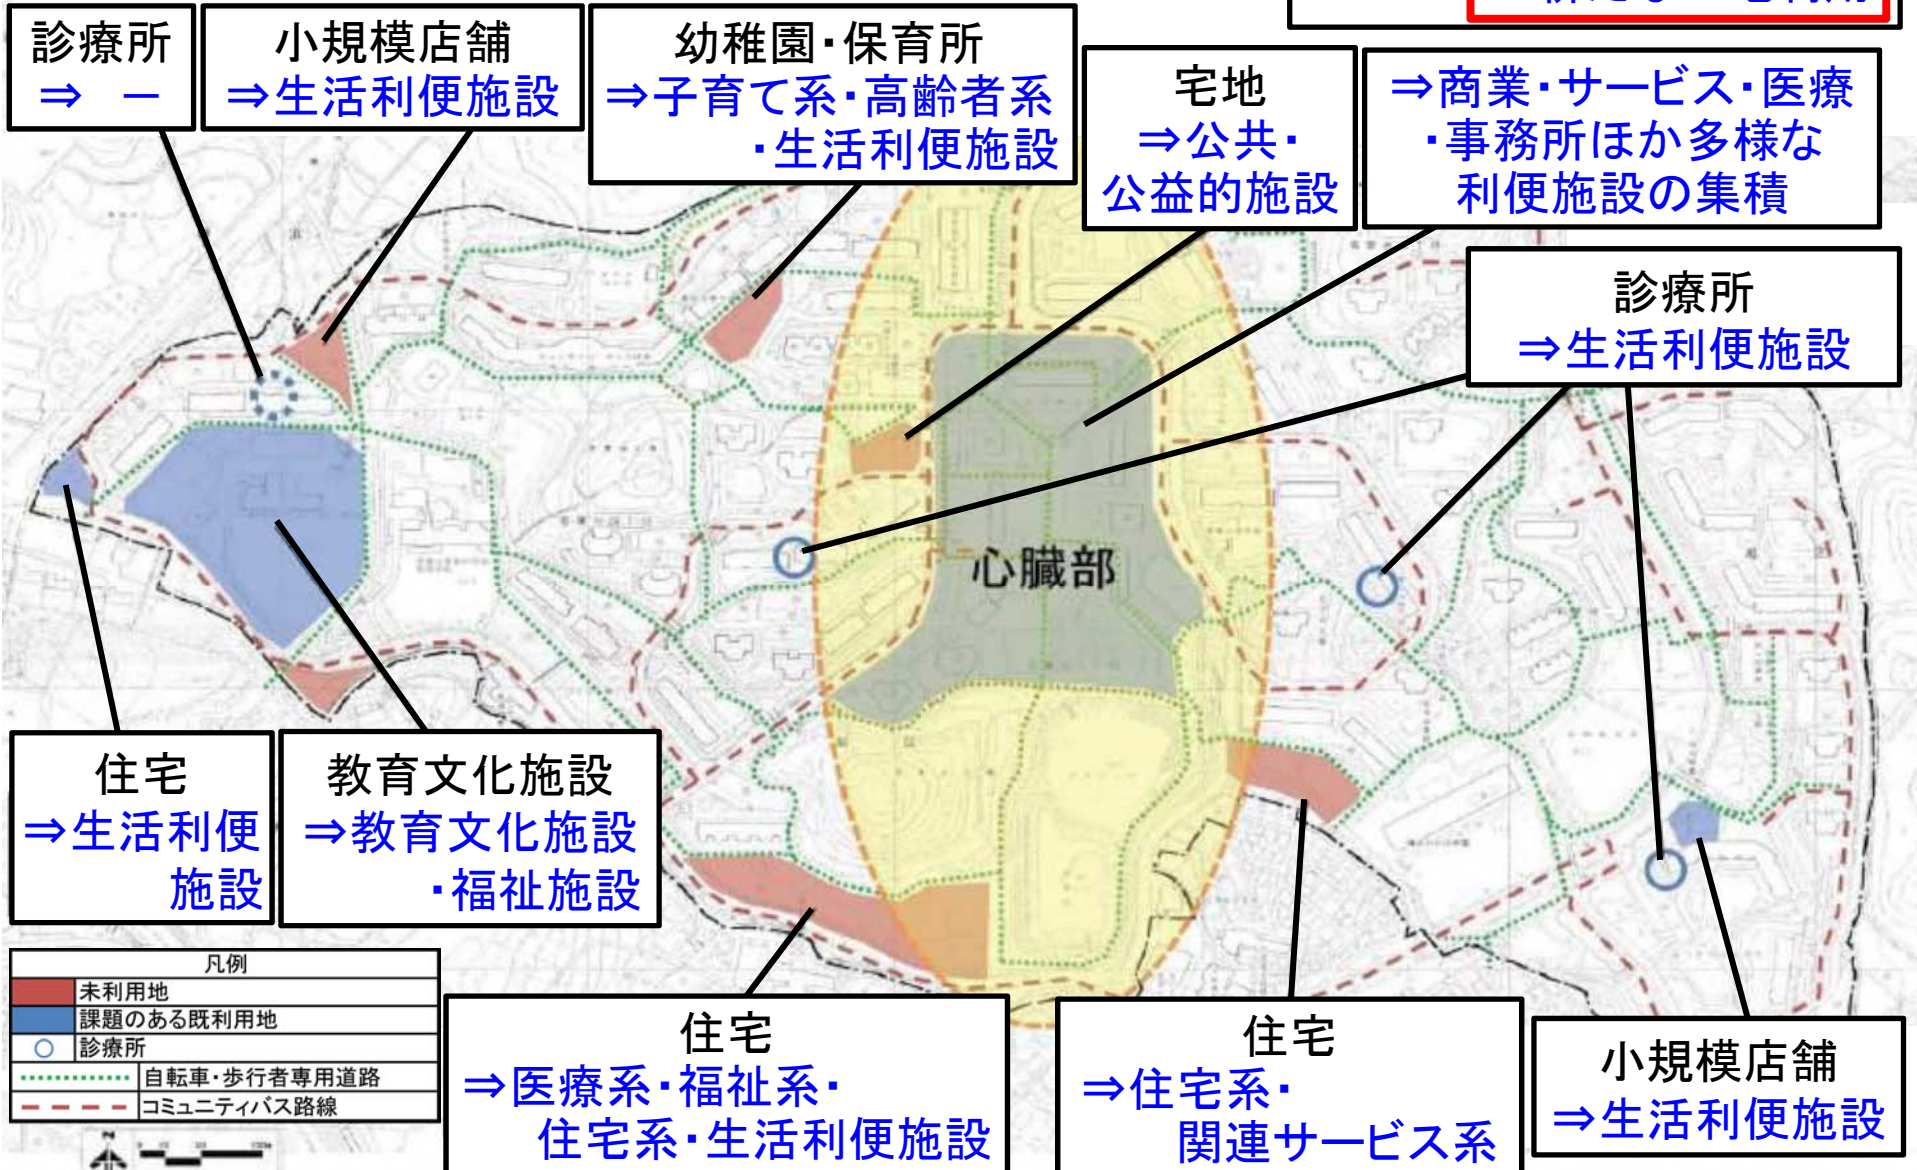 診療所
⇒ －
小規模店舗
⇒生活利便施設
幼稚園・保育所
⇒子育て系・高齢者系
・生活利便施設
宅地
⇒公共・
公益的施設
⇒商業・サービス・医療
・事務所ほか多様な
利便施設の集積
診療所
⇒生活利便施設
心臓部
住宅
⇒生活利便
施設
教育文化施設
⇒教育文化施設
・福祉施設
凡例
未利用地
課題のある既利用地
診療所
自転車・歩行者専用道路
コミュニティバス路線
住宅
⇒医療系・福祉系・
住宅系・生活利便施設
住宅
⇒住宅系・
関連サービス系
小規模店舗
⇒生活利便施設